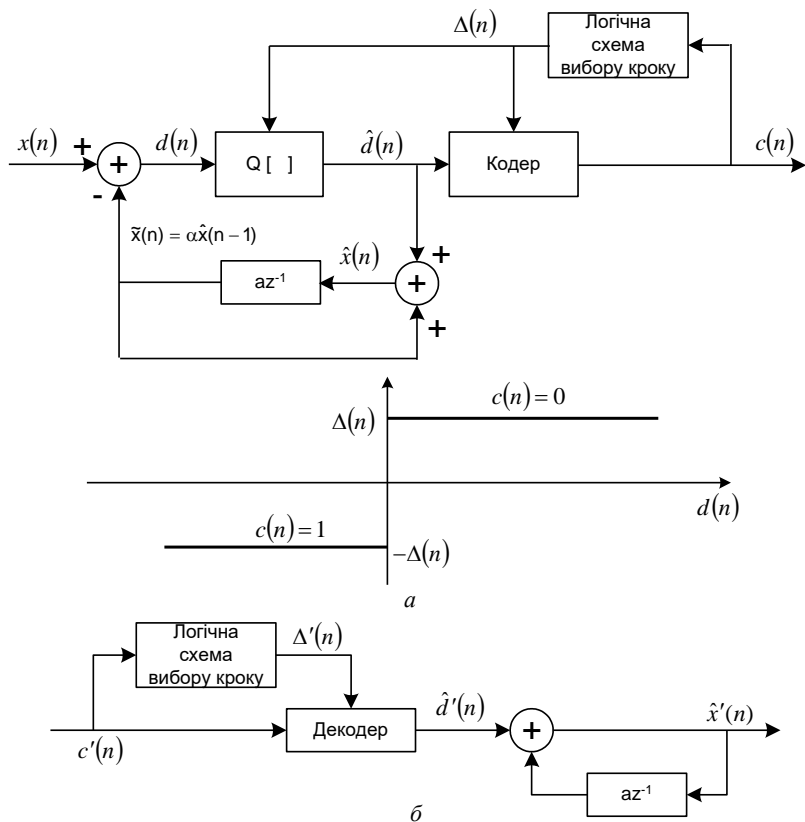 Δ(n)
Логічна
схема
вибору кроку
x(n)
+
+
-
d(n)
Q [   ]
d̂(n)
Кодер
c(n)
x̃(n) = αx̂(n − 1)
az⁻¹
x̂(n)
+
+
+
Δ(n)
c(n) = 0
d(n)
c(n) = 1
−Δ(n)
а
Логічна
схема
вибору кроку
Δ′(n)
c′(n)
Декодер
d̂′(n)
+
x̂′(n)
az⁻¹
б